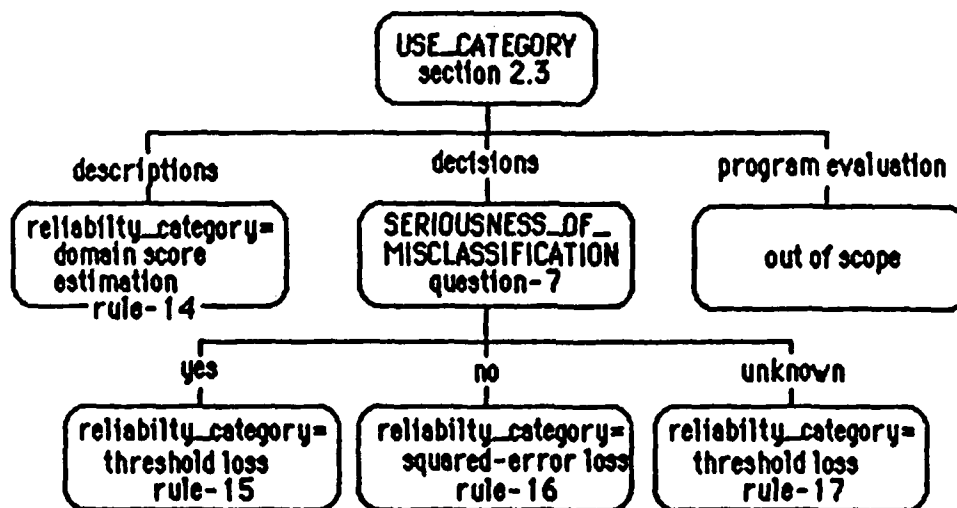 USE_CATEGORY
section 2.3
descriptions
decisions
program evaluation
reliabilty_category=
domain score
estimation
rule-14
SERIOUSNESS_OF_
MISCLASSIFICATION
question-7
out of scope
yes
no
unknown
reliabilty_category=
threshold loss
rule-15
reliabilty_category=
squared-error loss
rule-16
reliabilty_category=
threshold loss
rule-17